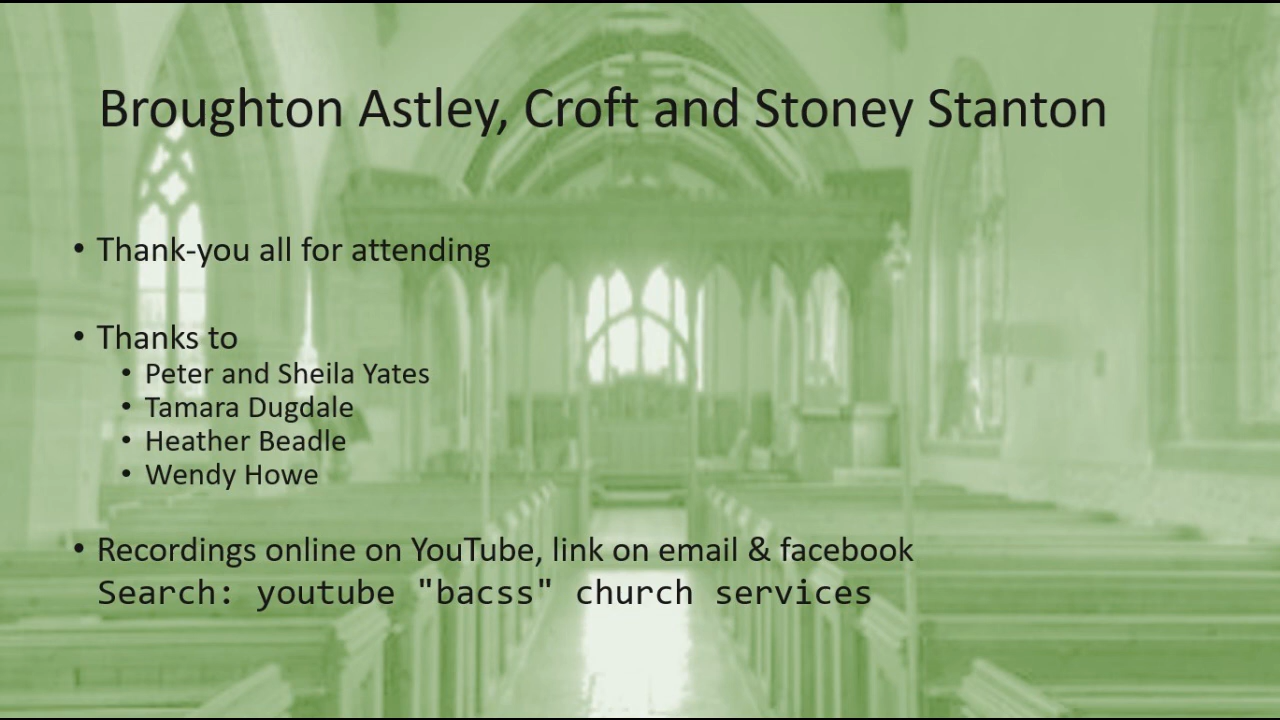 Broughton Astley, Croft and Stoney Stanton
• Thank-you all for attending
• Thanks to
• Peter and Sheila Yates
• Tamara Dugdale
• Heather Beadle
• Wendy Howe
• Recordings online on YouTube, link on email & facebook
Search: youtube "bacss" church services